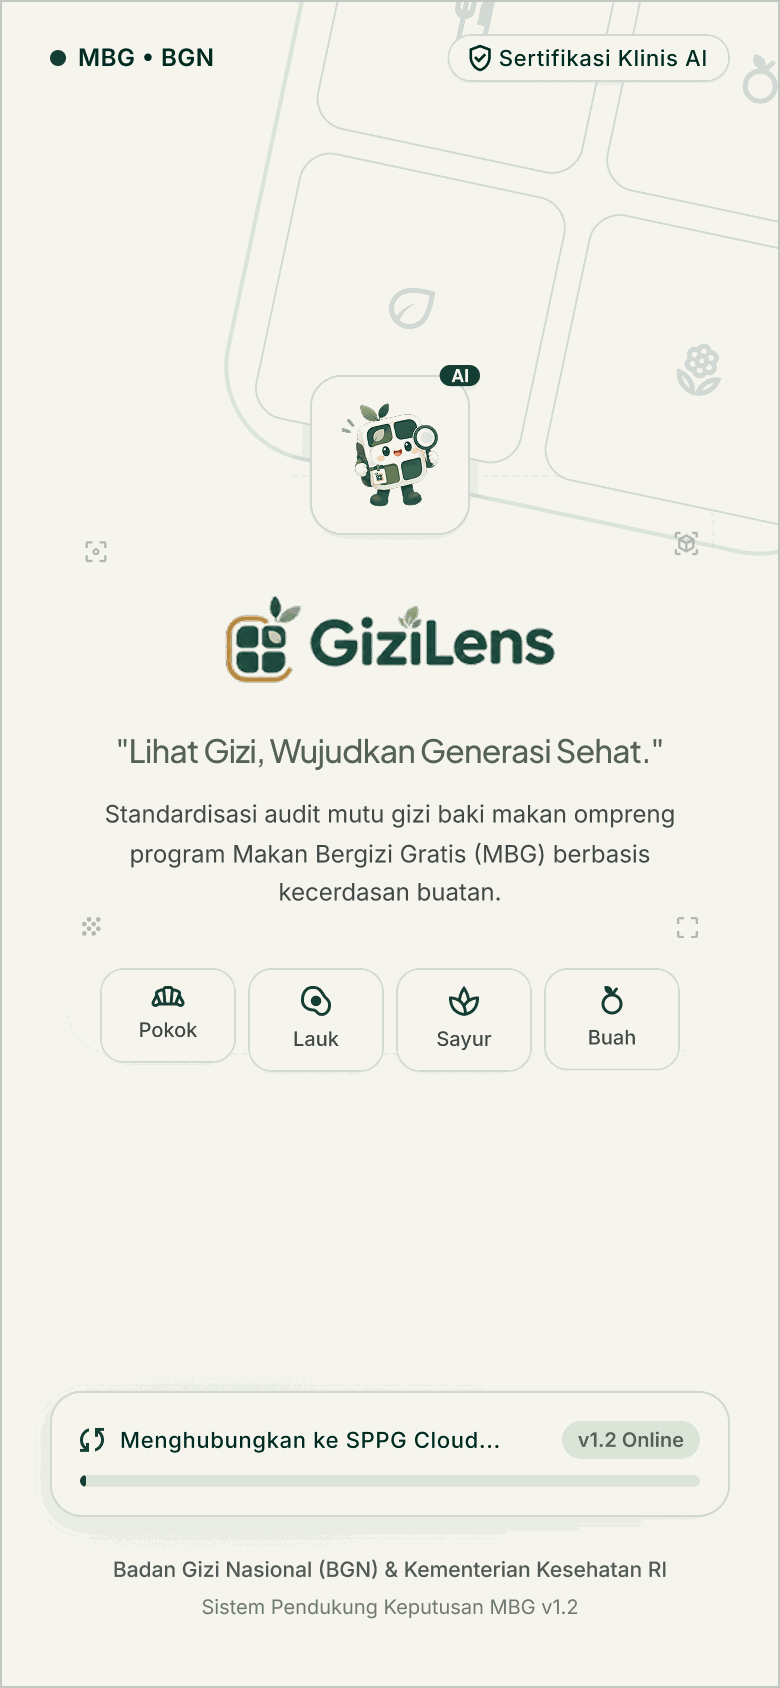 MBG • BGN
Sertifikasi Klinis AI
AI
GiziLens
"Lihat Gizi, Wujudkan Generasi Sehat."
Standardisasi audit mutu gizi baki makan ompreng
program Makan Bergizi Gratis (MBG) berbasis
kecerdasan buatan.
Pokok
Lauk
Sayur
Buah
Menghubungkan ke SPPG Cloud...
v1.2 Online
Badan Gizi Nasional (BGN) & Kementerian Kesehatan RI
Sistem Pendukung Keputusan MBG v1.2